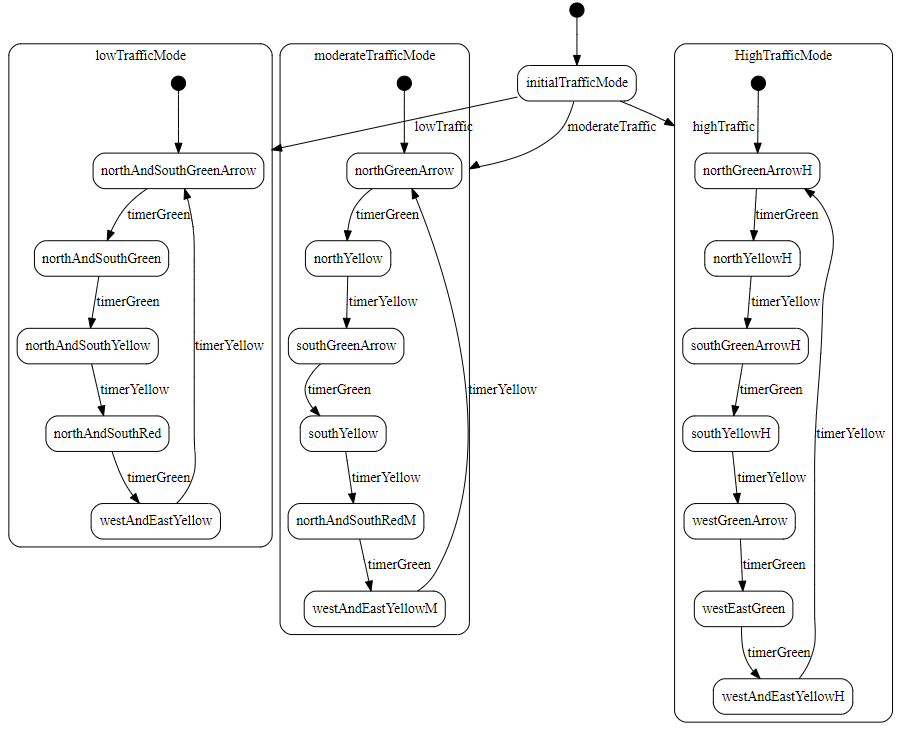 lowTrafficMode
moderateTrafficMode
HighTrafficMode
initialTrafficMode
lowTraffic
moderateTraffic
highTraffic
northAndSouthGreenArrow
northGreenArrow
northGreenArrowH
timerGreen
timerGreen
timerGreen
northAndSouthGreen
northYellow
northYellowH
timerGreen
timerYellow
timerYellow
northAndSouthYellow
timerYellow
southGreenArrow
southGreenArrowH
timerYellow
timerGreen
timerYellow
timerGreen
northAndSouthRed
southYellow
southYellowH
timerYellow
timerGreen
timerYellow
timerYellow
westAndEastYellow
northAndSouthRedM
westGreenArrow
timerGreen
timerGreen
westAndEastYellowM
westEastGreen
timerGreen
westAndEastYellowH